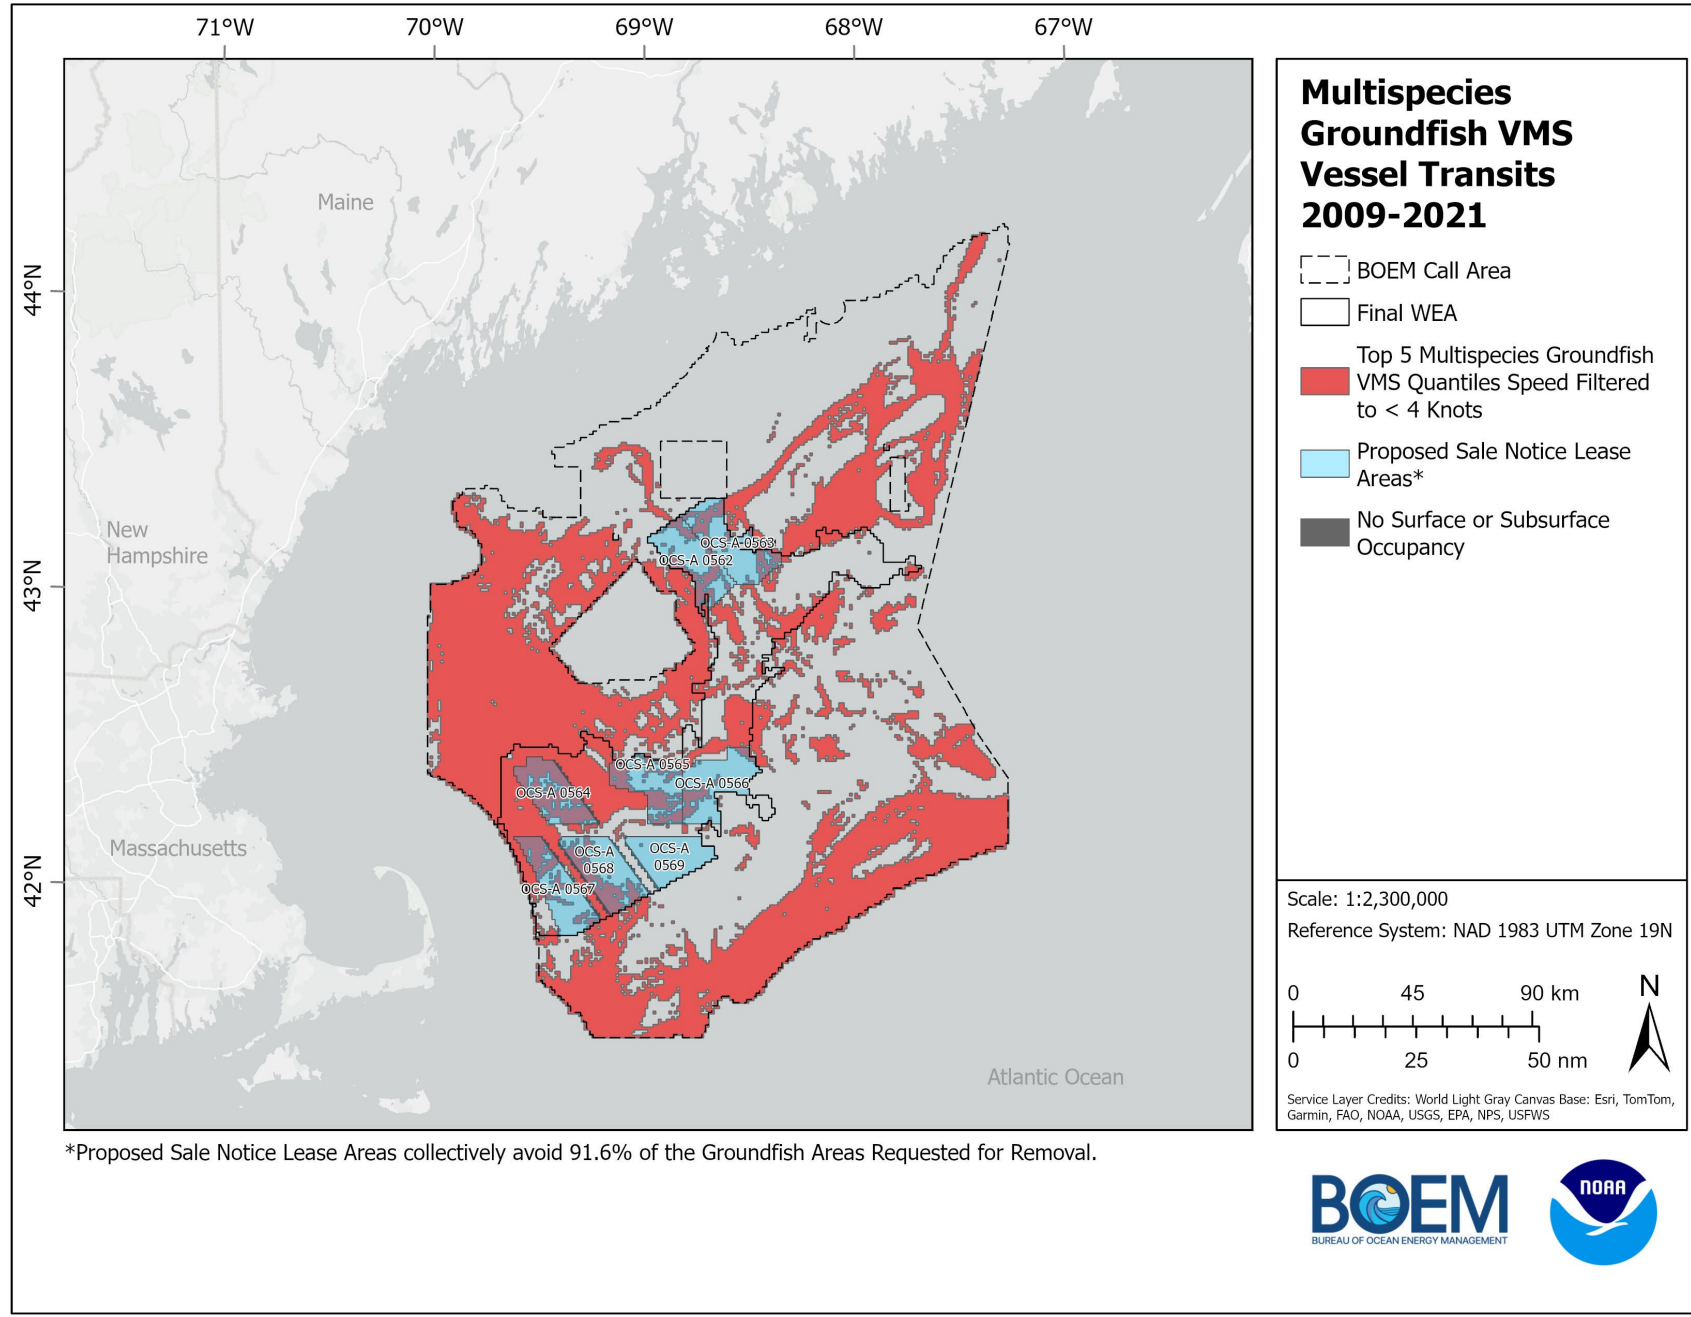 71°W
70°W
69°W
68°W
67°W
44°N
43°N
42°N
Maine
New
Hampshire
Massachusetts
Atlantic Ocean
OCS-A 0563
OCS-A 0562
OCS-A 0565
OCS-A 0566
OCS-A 0564
OCS-A
0568
OCS-A
0569
OCS-A 0567
Multispecies
Groundfish VMS
Vessel Transits
2009-2021
BOEM Call Area
Final WEA
Top 5 Multispecies Groundfish
VMS Quantiles Speed Filtered
to < 4 Knots
Proposed Sale Notice Lease
Areas*
No Surface or Subsurface
Occupancy
Scale: 1:2,300,000
Reference System: NAD 1983 UTM Zone 19N
0 45 90 km
0 25 50 nm
N
Service Layer Credits: World Light Gray Canvas Base: Esri, TomTom,
Garmin, FAO, NOAA, USGS, EPA, NPS, USFWS
*Proposed Sale Notice Lease Areas collectively avoid 91.6% of the Groundfish Areas Requested for Removal.
BOEM
BUREAU OF OCEAN ENERGY MANAGEMENT
NOAA